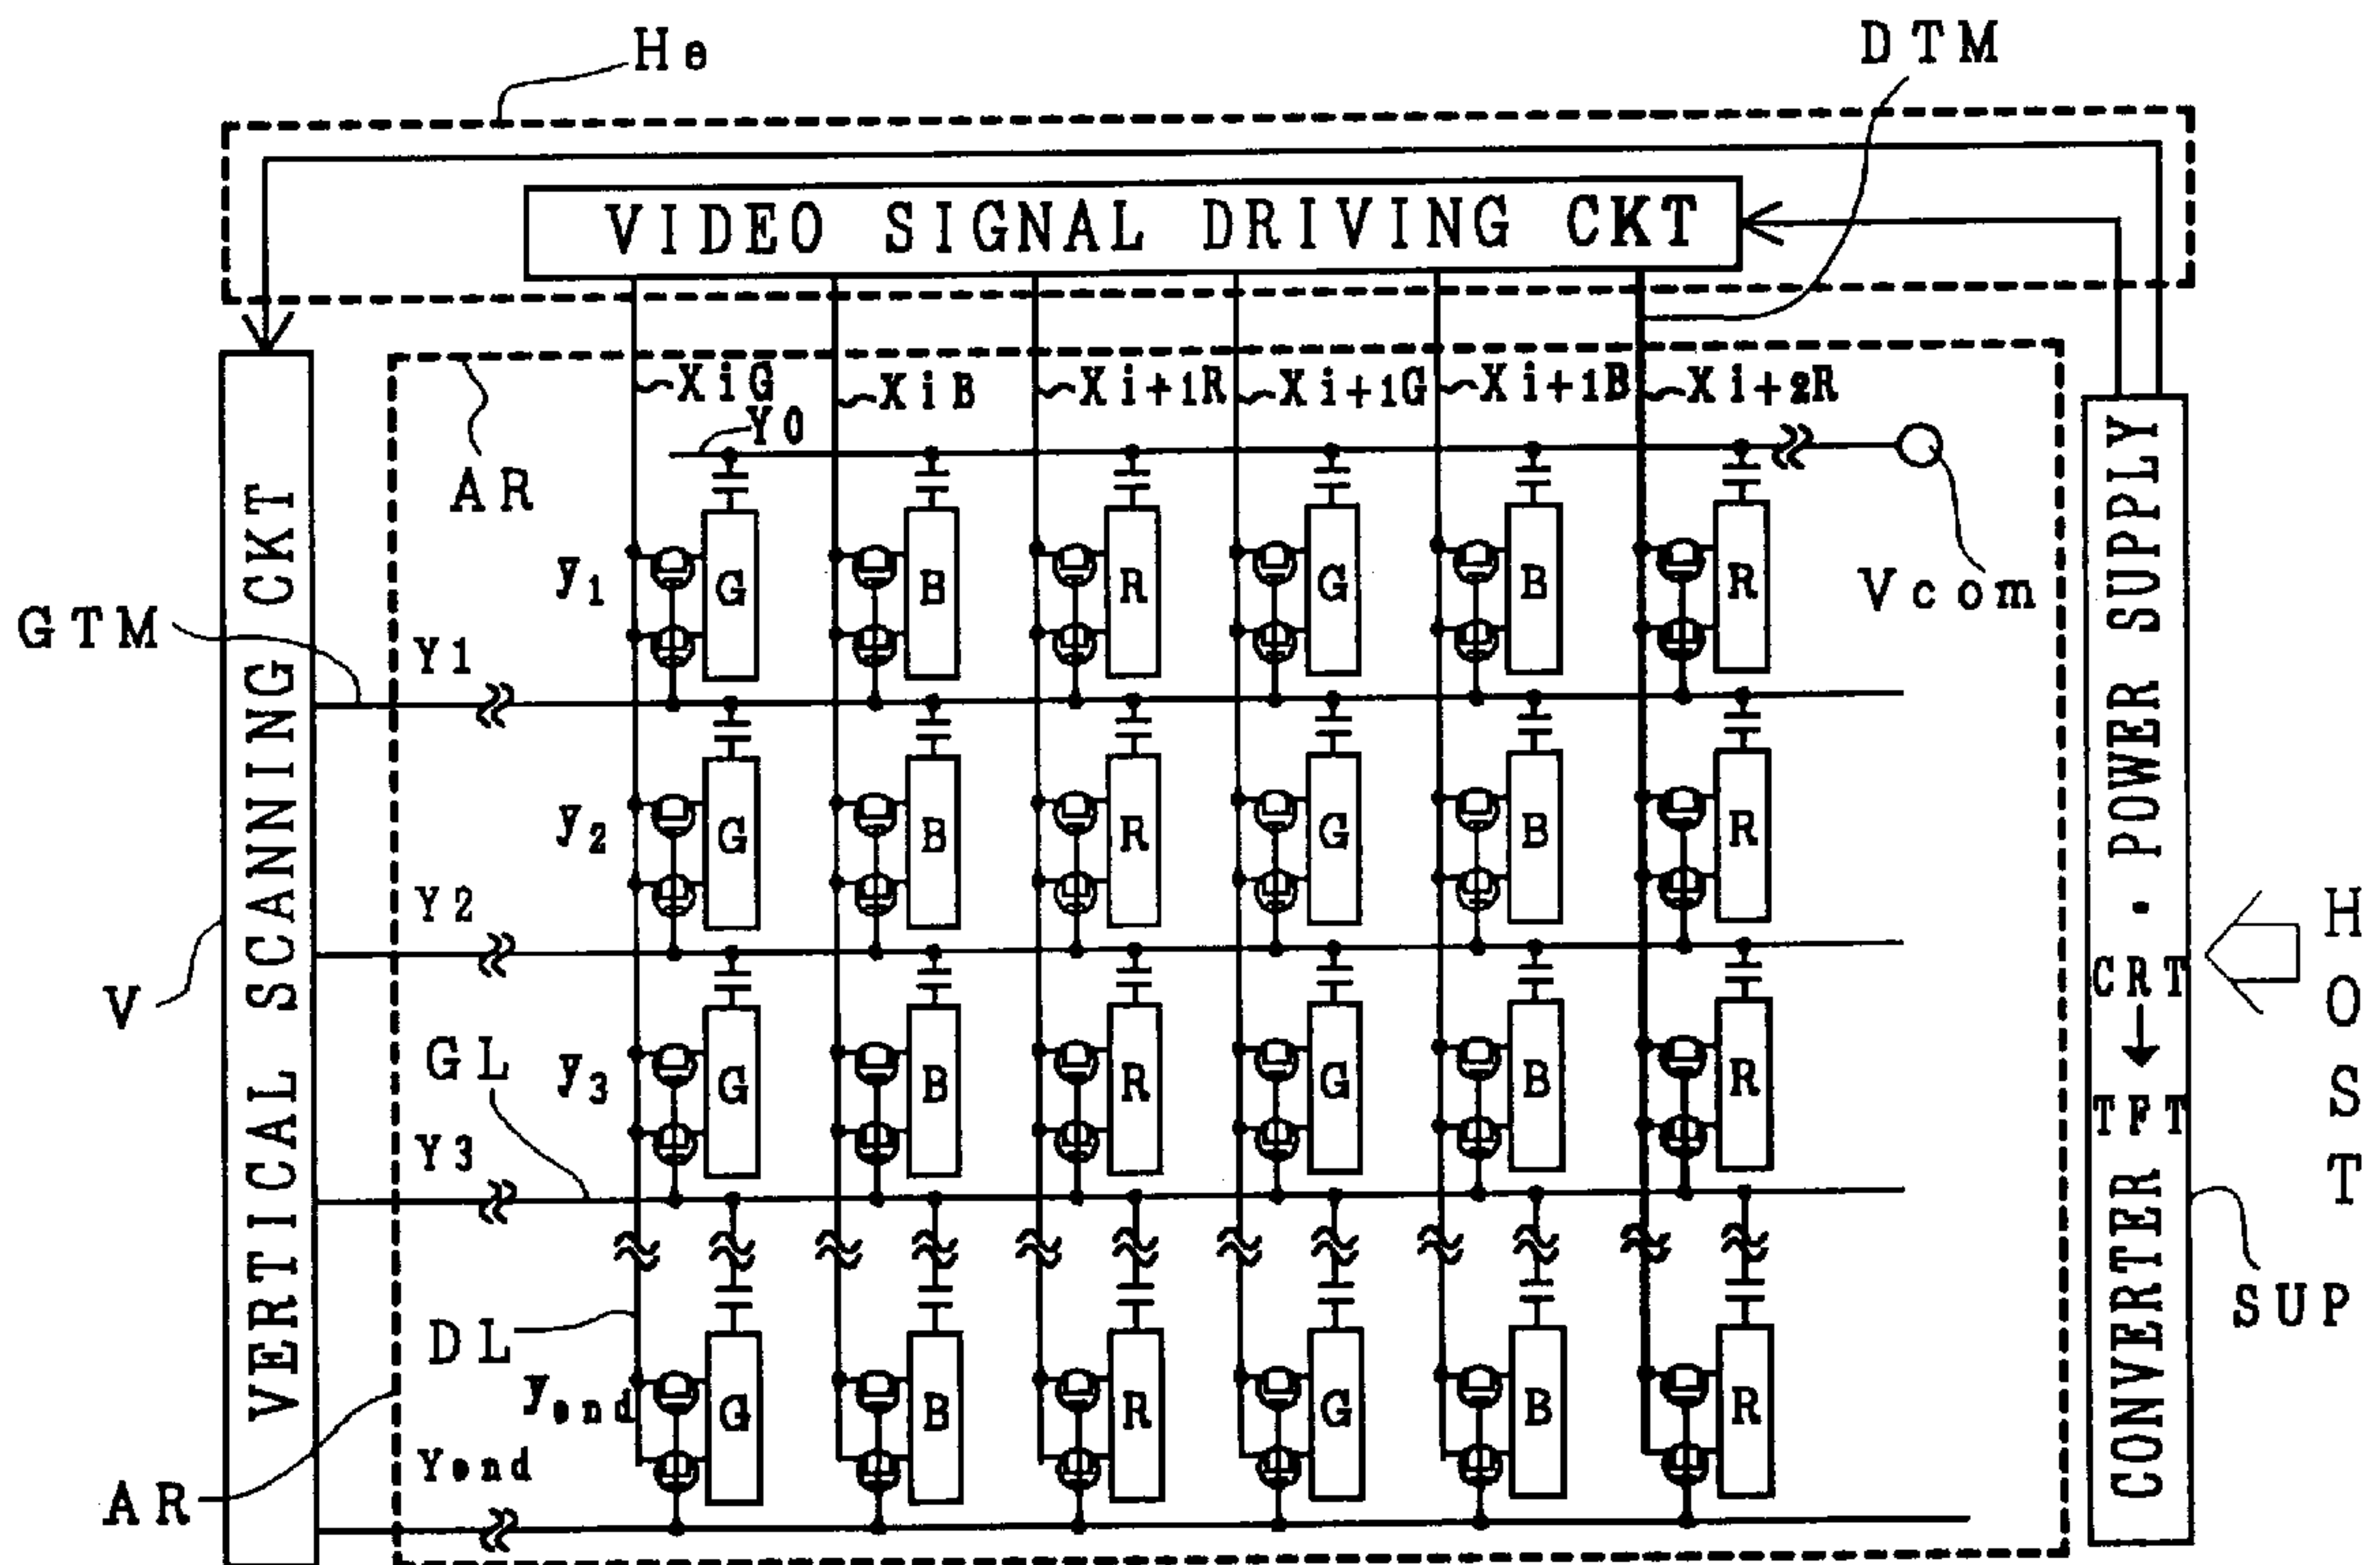 He
DTM
VIDEO SIGNAL DRIVING CKT
XiG
XiB
Xi+1R
Xi+1G
Xi+1B
Xi+2R
Y0
AR
Vcom
y1
G
B
R
G
B
R
GTM
Y1
y2
G
B
R
G
B
R
Y2
V
GL
y3
G
B
R
G
B
R
Y3
DL
yend
G
B
R
G
B
R
Yend
AR
VERTICAL SCANNING CKT
CONVERTER
TFT
CRT
· POWER SUPPLY
HOST
SUP